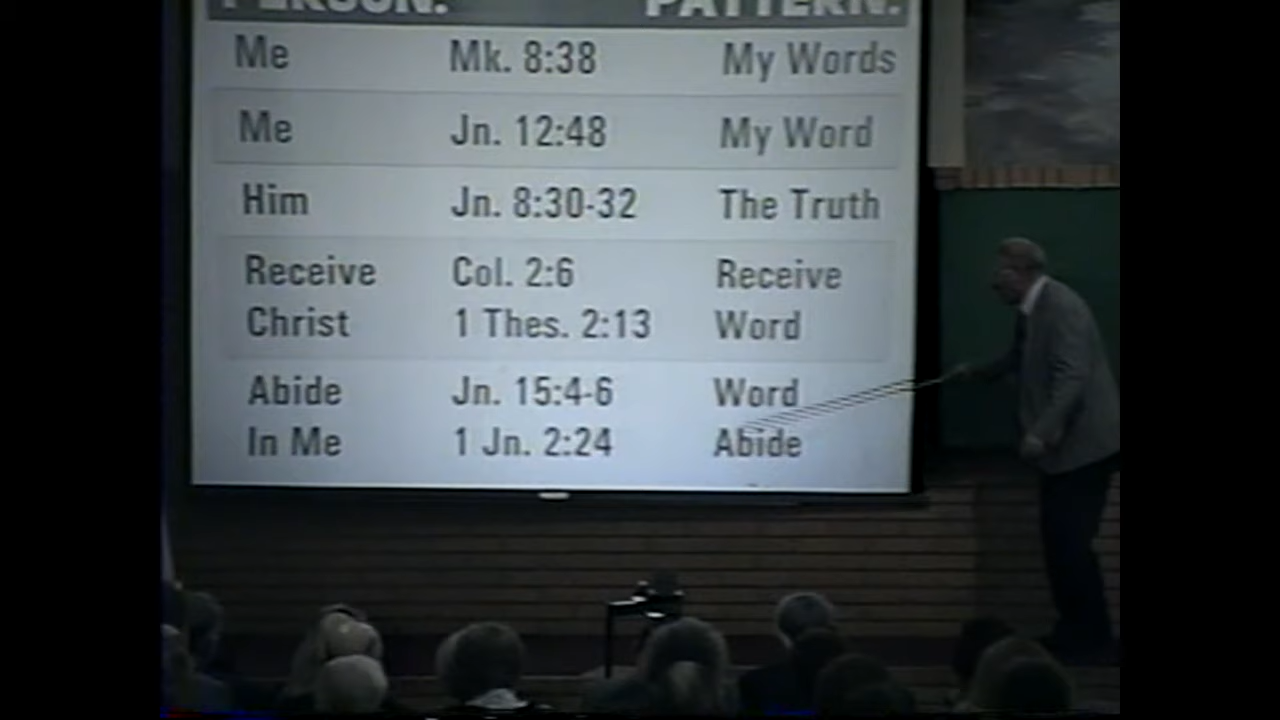 PERSON: PATTERN:
Me Mk. 8:38 My Words
Me Jn. 12:48 My Word
Him Jn. 8:30-32 The Truth
Receive Col. 2:6 Receive
Christ 1 Thes. 2:13 Word
Abide Jn. 15:4-6 Word
In Me 1 Jn. 2:24 Abide